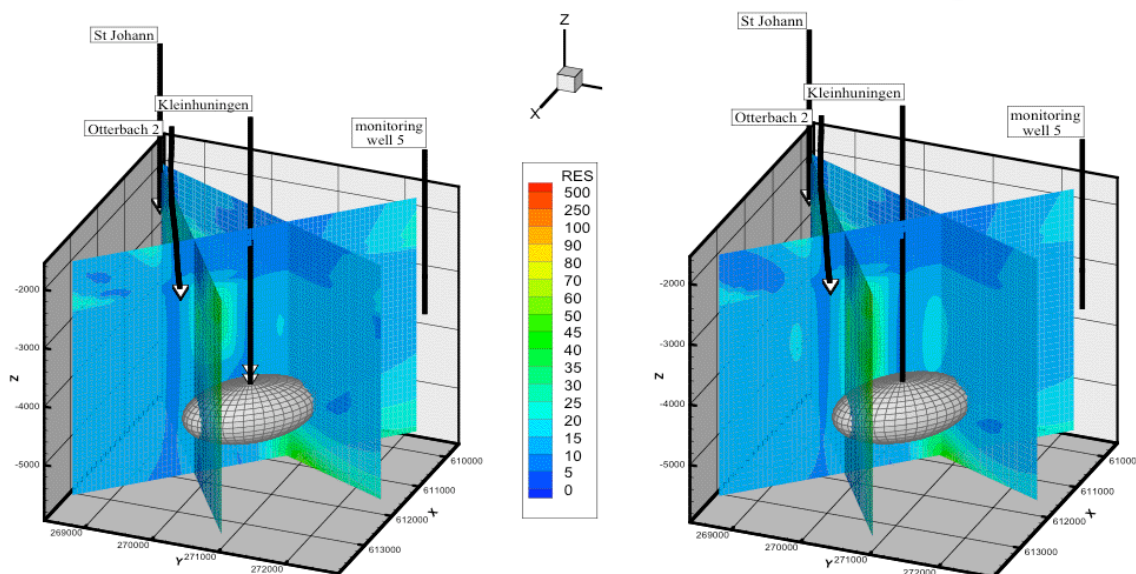 St Johann
Kleinhuningen
Otterbach 2
monitoring
well 5
-2000
-3000
Z
-4000
-5000
269000
270000
Y
271000
272000
613000
612000
X
611000
610000
Z
X
RES
500
250
100
90
80
70
60
50
45
40
35
30
25
20
15
10
5
0
St Johann
Kleinhuningen
Otterbach 2
monitoring
well 5
-2000
-3000
Z
-4000
-5000
269000
270000
Y
271000
272000
613000
612000
X
611000
610000